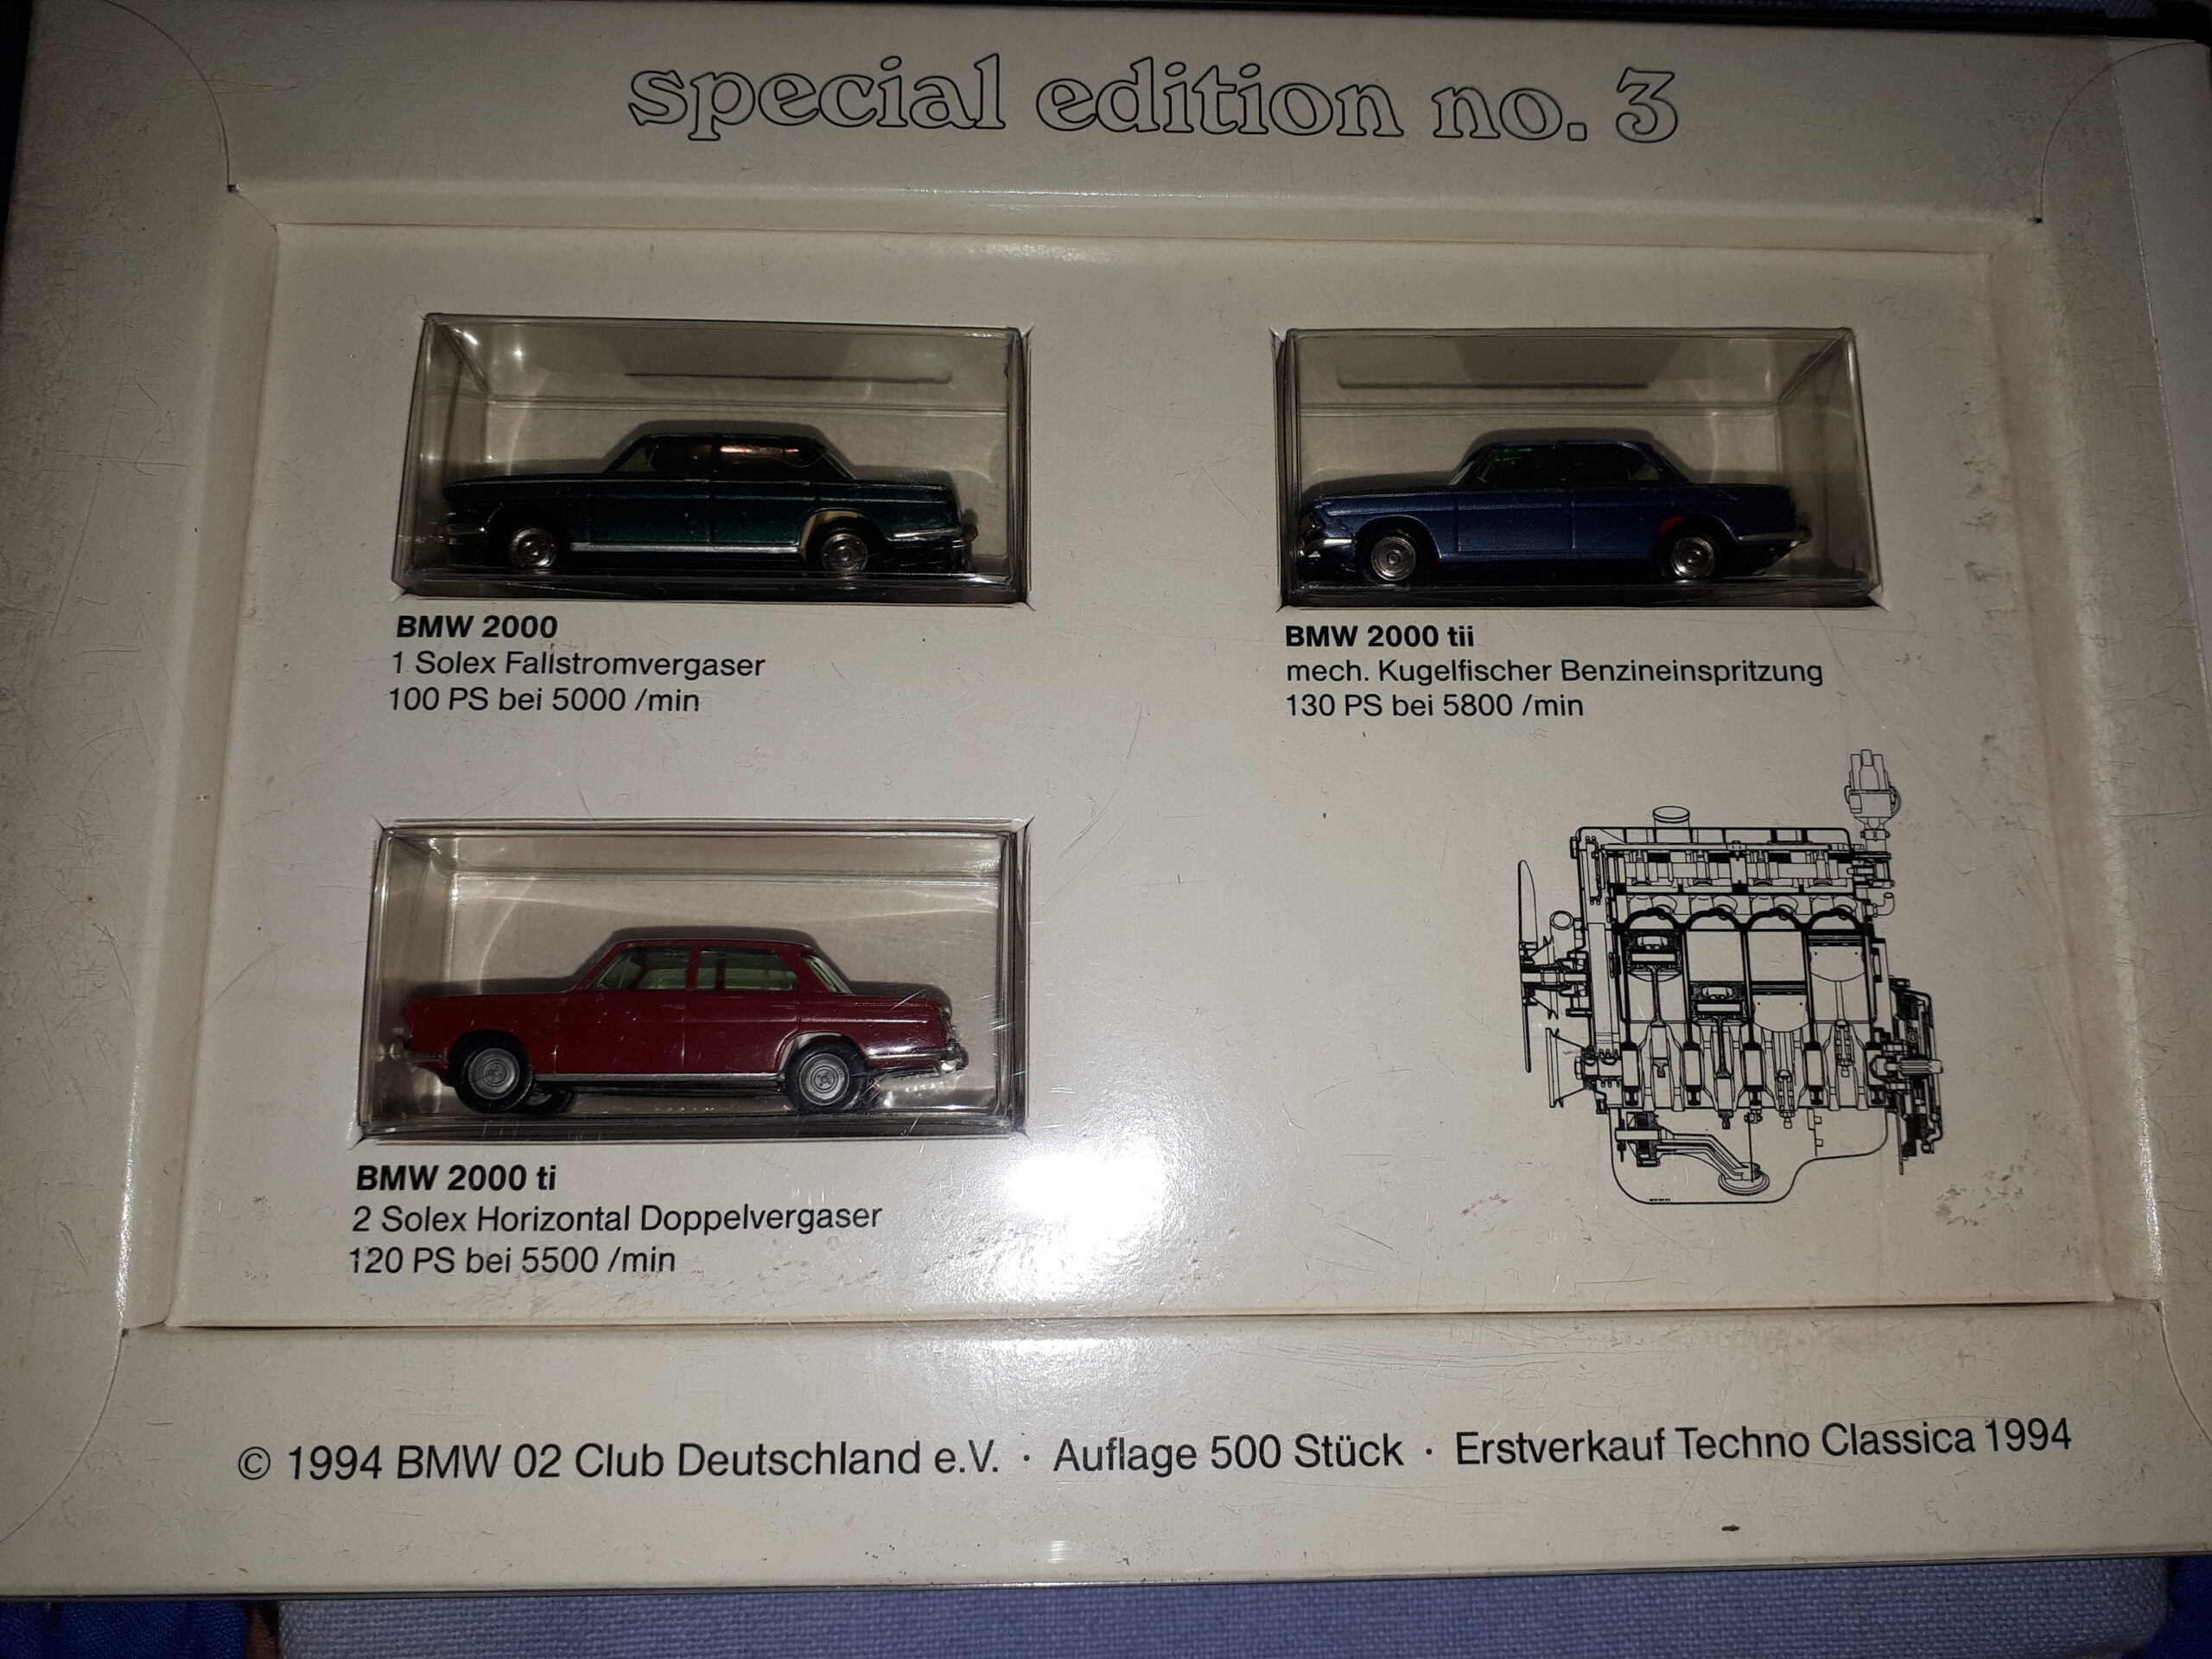 special edition no. 3
BMW 2000
1 Solex Fallstromvergaser
100 PS bei 5000 /min
BMW 2000 tii
mech. Kugelfischer Benzineinspritzung
130 PS bei 5800 /min
BMW 2000 ti
2 Solex Horizontal Doppelvergaser
120 PS bei 5500 /min
© 1994 BMW 02 Club Deutschland e.V. · Auflage 500 Stück · Erstverkauf Techno Classica 1994